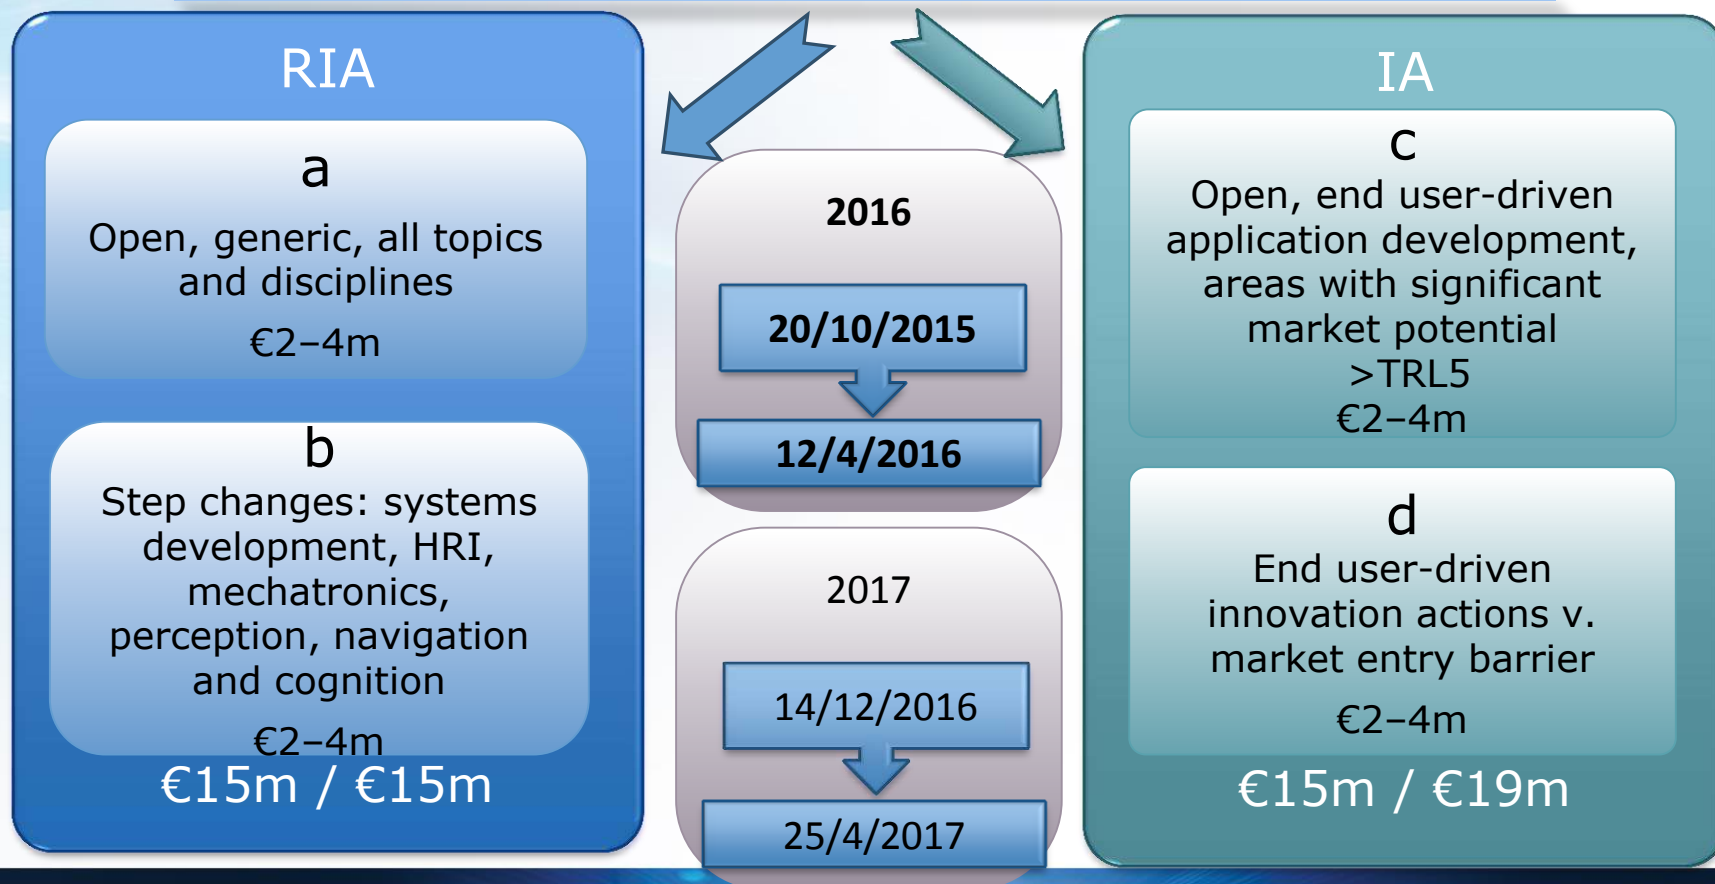 RIA
a
Open, generic, all topics
and disciplines
€2–4m
b
Step changes: systems
development, HRI,
mechatronics,
perception, navigation
and cognition
€2–4m
€15m / €15m
2016
20/10/2015
12/4/2016
2017
14/12/2016
25/4/2017
IA
c
Open, end user-driven
application development,
areas with significant
market potential
>TRL5
€2–4m
d
End user-driven
innovation actions v.
market entry barrier
€2–4m
€15m / €19m